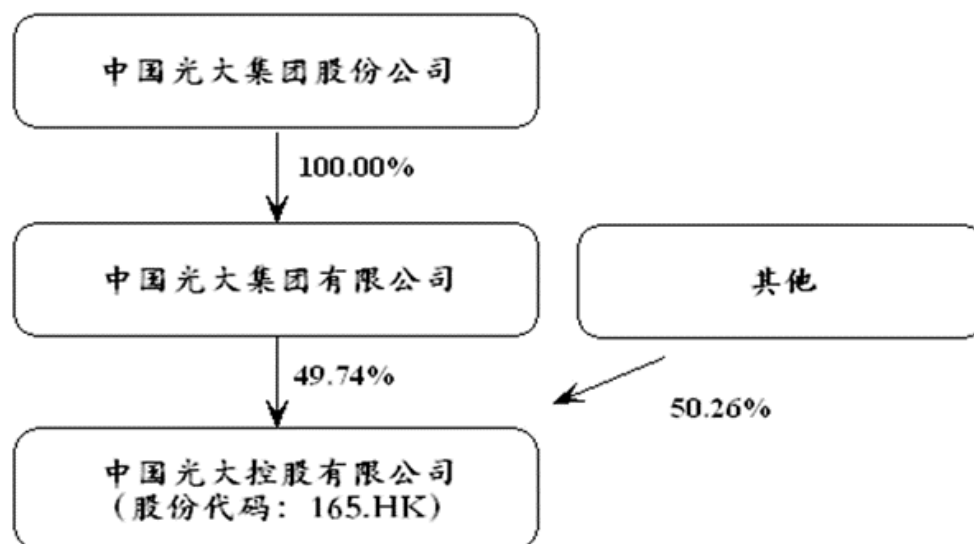 中国光大集团股份公司
100.00%
中国光大集团有限公司
其他
49.74%
50.26%
中国光大控股有限公司
（股份代码：165.HK）